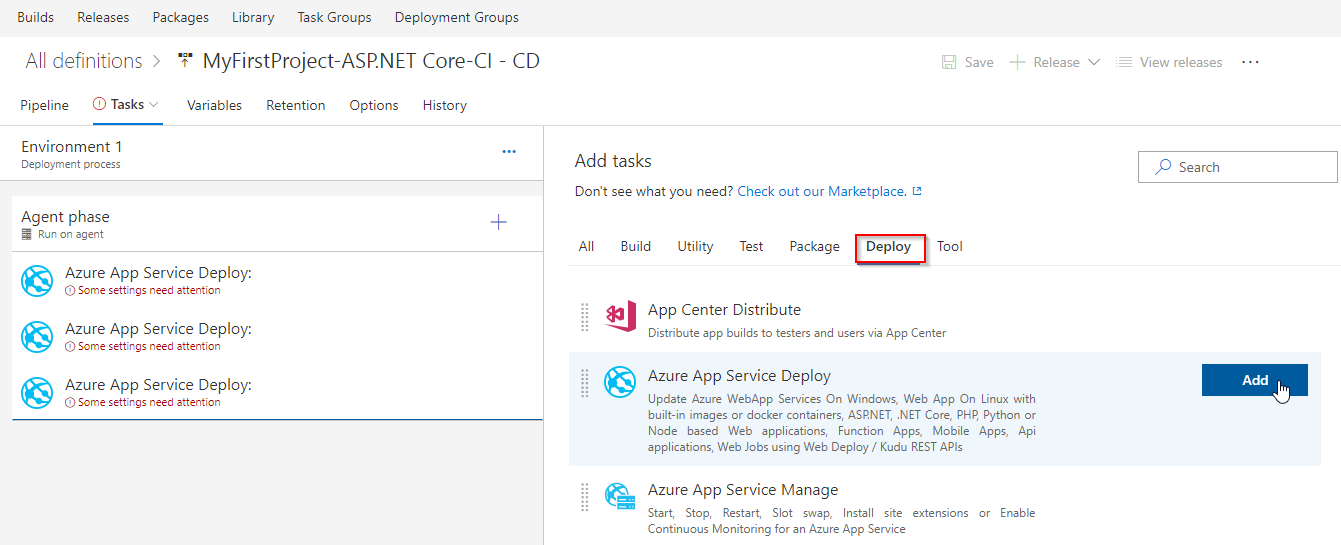 Builds Releases Packages Library Task Groups Deployment Groups
All definitions > MyFirstProject-ASP.NET Core-CI - CD
Save Release View releases ...
Pipeline Tasks Variables Retention Options History
Environment 1
Deployment process
...
Agent phase
Run on agent
Azure App Service Deploy:
Some settings need attention
Azure App Service Deploy:
Some settings need attention
Azure App Service Deploy:
Some settings need attention
Add tasks
Search
Don't see what you need? Check out our Marketplace.
All Build Utility Test Package Deploy Tool
App Center Distribute
Distribute app builds to testers and users via App Center
Azure App Service Deploy
Update Azure WebApp Services On Windows, Web App On Linux with
built-in images or docker containers, ASP.NET, .NET Core, PHP, Python or
Node based Web applications, Function Apps, Mobile Apps, Api
applications, Web Jobs using Web Deploy / Kudu REST APIs
Add
Azure App Service Manage
Start, Stop, Restart, Slot swap, Install site extensions or Enable
Continuous Monitoring for an Azure App Service